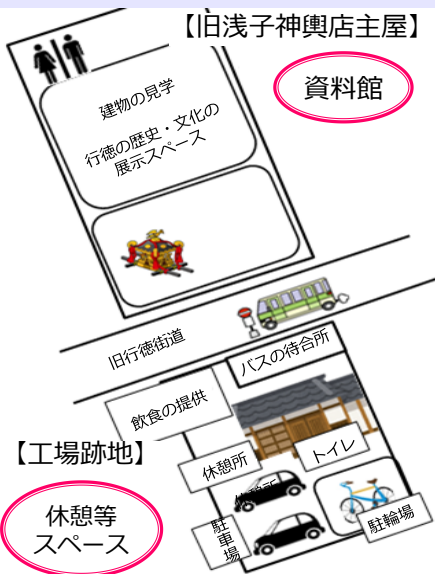 【旧浅子神輿店主屋】
資料館
建物の見学
行徳の歴史・文化の
展示スペース
旧行徳街道
バスの待合所
飲食の提供
【工場跡地】
休憩所
トイレ
休憩所
休憩等
スペース
駐車場
駐輪場